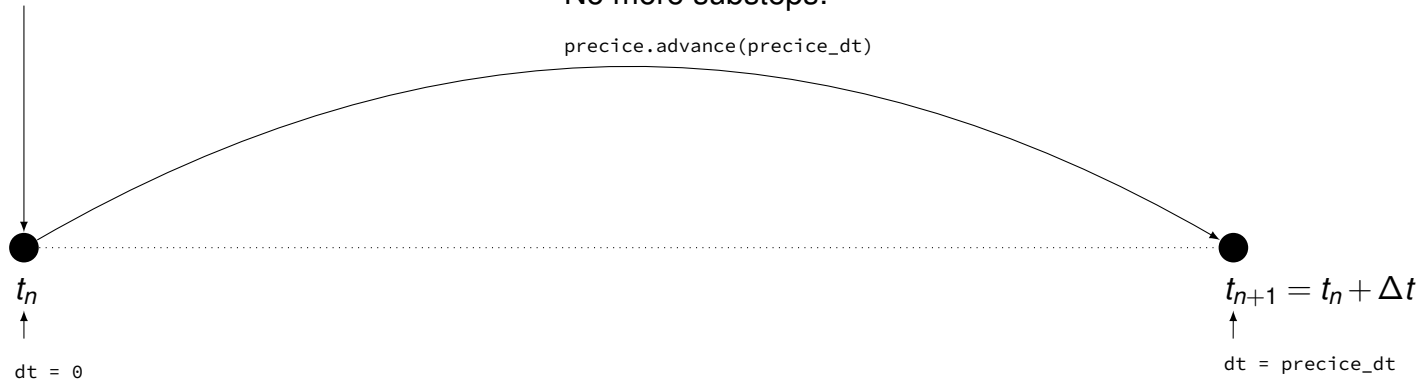 No more substeps!
precice.advance(precice_dt)
tₙ
tₙ₊₁ = tₙ + Δt
dt = 0
dt = precice_dt